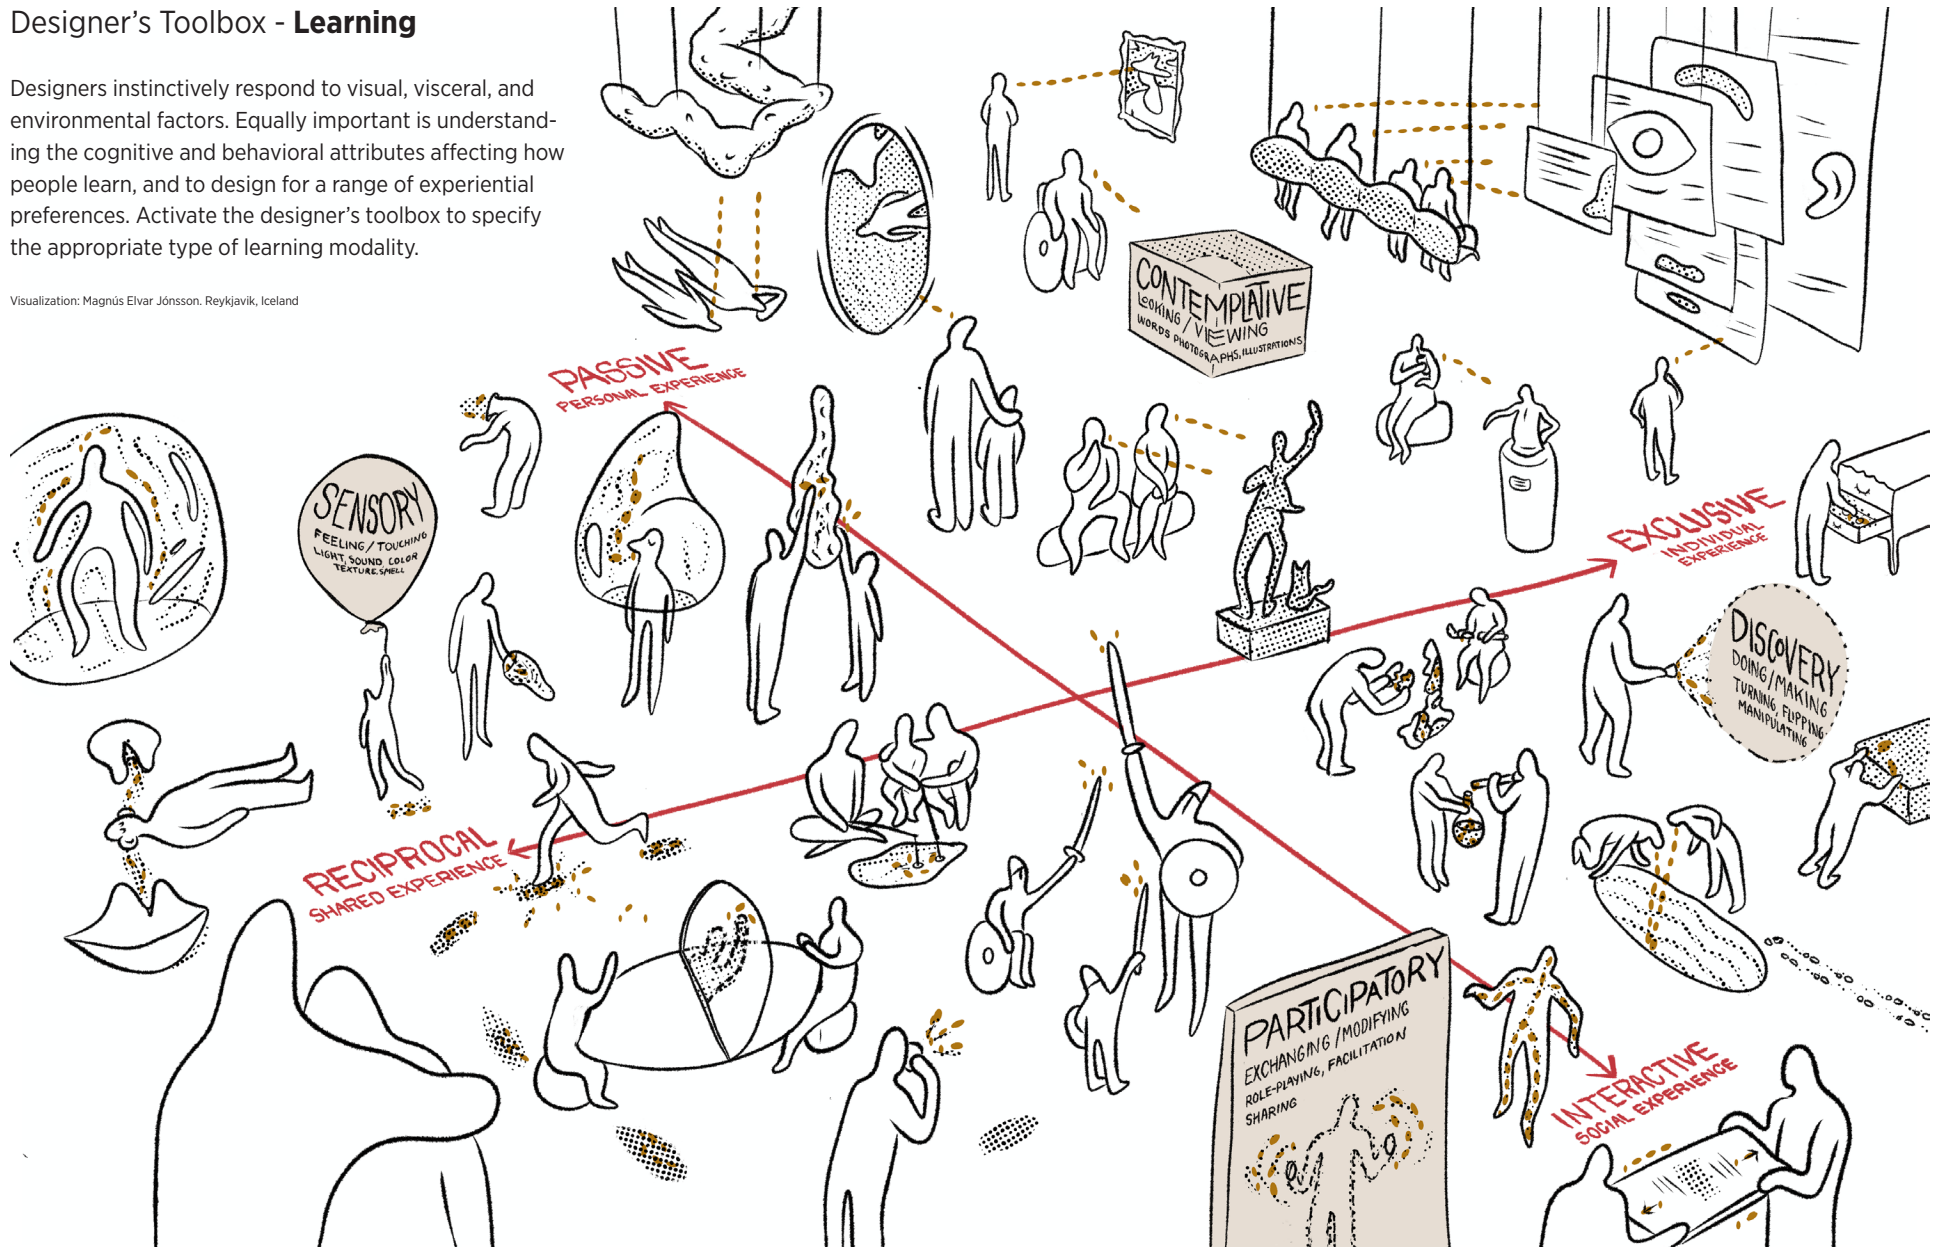 Designer's Toolbox - Learning
Designers instinctively respond to visual, visceral, and
environmental factors. Equally important is understand-
ing the cognitive and behavioral attributes affecting how
people learn, and to design for a range of experiential
preferences. Activate the designer's toolbox to specify
the appropriate type of learning modality.
Visualization: Magnús Elvar Jónsson. Reykjavik, Iceland
CONTEMPLATIVE
LOOKING / VIEWING
WORDS PHOTOGRAPHS, ILLUSTRATIONS
PASSIVE
PERSONAL EXPERIENCE
SENSORY
FEELING / TOUCHING
LIGHT, SOUND COLOR
TEXTURE, SMELL
EXCLUSIVE
INDIVIDUAL
EXPERIENCE
DISCOVERY
DOING / MAKING
TURNING, FLIPPING
MANIPULATING
RECIPROCAL
SHARED EXPERIENCE
PARTICIPATORY
EXCHANGING / MODIFYING
ROLE-PLAYING, FACILITATION
SHARING
INTERACTIVE
SOCIAL EXPERIENCE